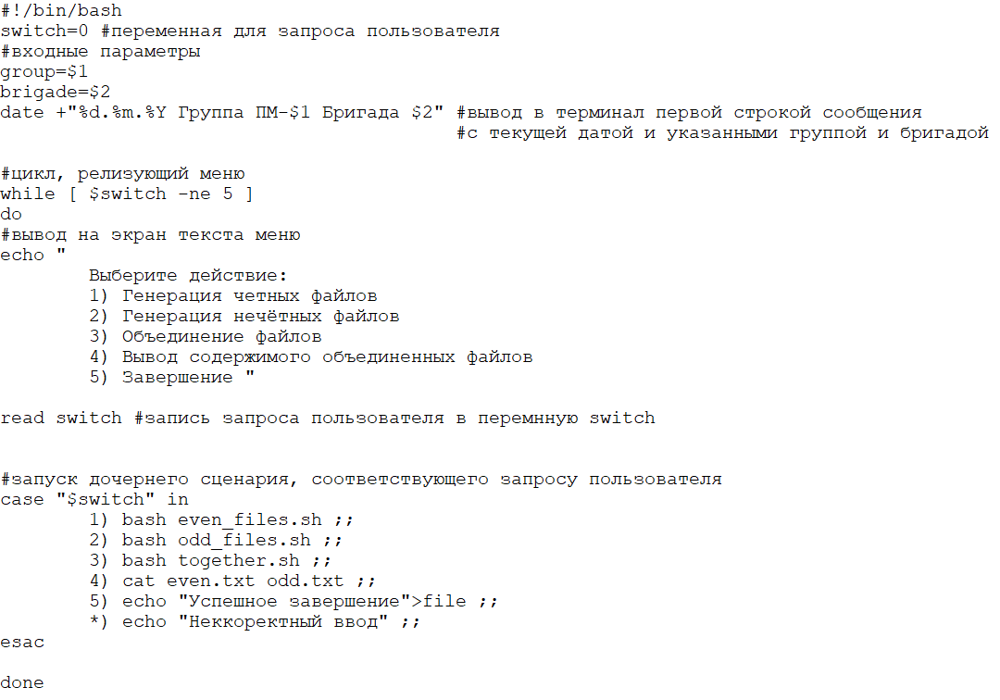 #!/bin/bash
switch=0 #переменная для запроса пользователя
#входные параметры
group=$1
brigade=$2
date +"%d.%m.%Y Группа ПМ-$1 Бригада $2" #вывод в терминал первой строкой сообщения
#с текущей датой и указанными группой и бригадой
#цикл, релизующий меню
while [ $switch -ne 5 ]
do
#вывод на экран текста меню
echo "
Выберите действие:
1) Генерация четных файлов
2) Генерация нечётных файлов
3) Объединение файлов
4) Вывод содержимого объединенных файлов
5) Завершение "
read switch #запись запроса пользователя в перемнную switch
#запуск дочернего сценария, соответствующего запросу пользователя
case "$switch" in
1) bash even_files.sh ;;
2) bash odd_files.sh ;;
3) bash together.sh ;;
4) cat even.txt odd.txt ;;
5) echo "Успешное завершение">file ;;
*) echo "Неккоректный ввод" ;;
esac
done